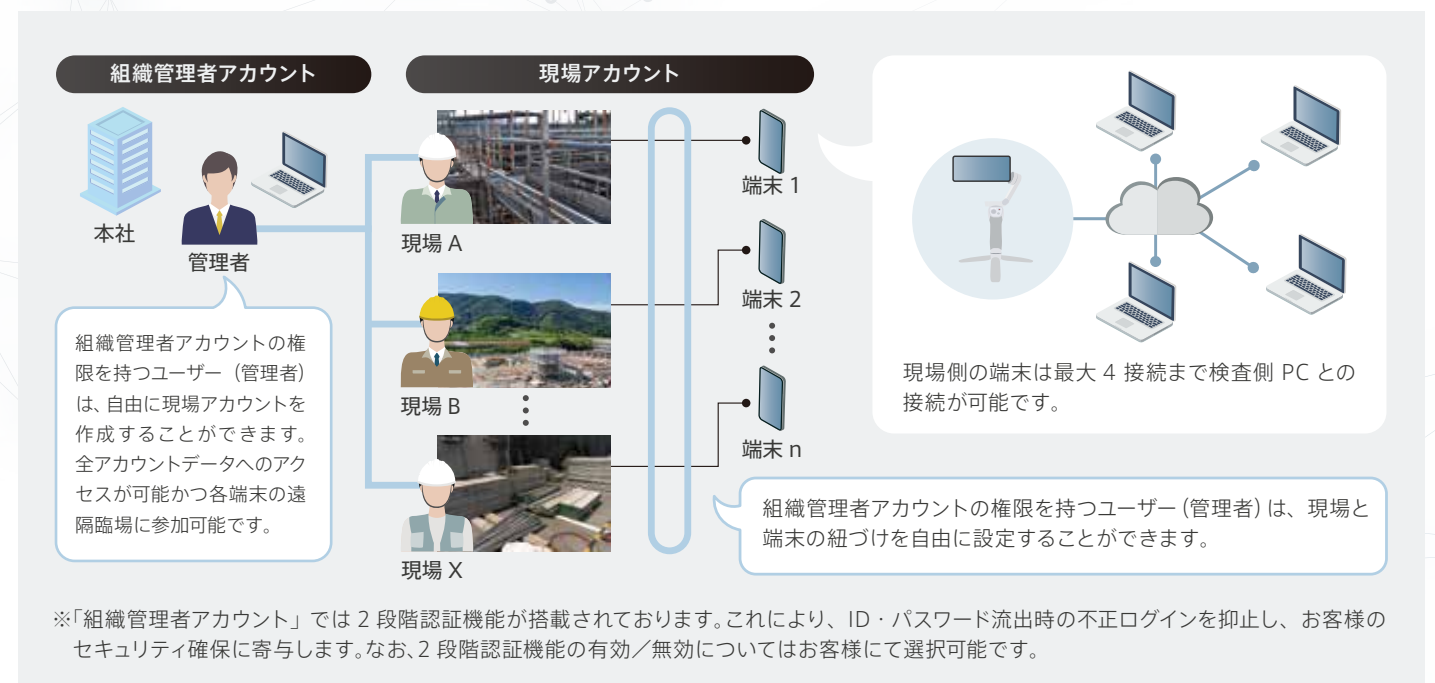 組織管理者アカウント
現場アカウント
本社
管理者
現場 A
現場 B
現場 X
端末 1
端末 2
端末 n
組織管理者アカウントの権
限を持つユーザー（管理者）
は、自由に現場アカウントを
作成することができます。
全アカウントデータへのアク
セスが可能かつ各端末の遠
隔臨場に参加可能です。
現場側の端末は最大 4 接続まで検査側 PC との
接続が可能です。
組織管理者アカウントの権限を持つユーザー（管理者）は、現場と
端末の紐づけを自由に設定することができます。
※「組織管理者アカウント」では 2 段階認証機能が搭載されております。これにより、ID・パスワード流出時の不正ログインを抑止し、お客様の
セキュリティ確保に寄与します。なお、2 段階認証機能の有効／無効についてはお客様にて選択可能です。